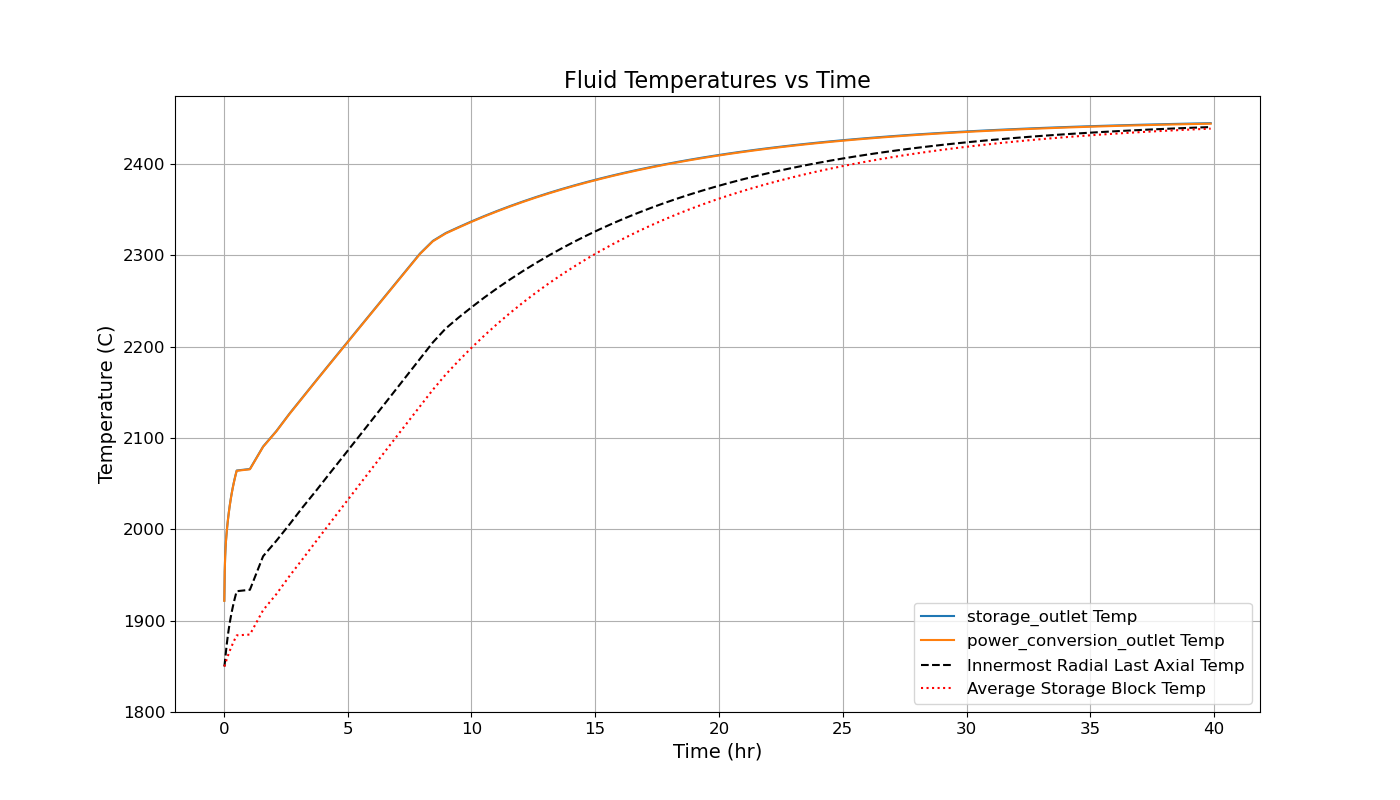 Fluid Temperatures vs Time
Temperature (C)
2400
2300
2200
2100
2000
1900
1800
0 5 10 15 20 25 30 35 40
Time (hr)
storage_outlet Temp
power_conversion_outlet Temp
Innermost Radial Last Axial Temp
Average Storage Block Temp